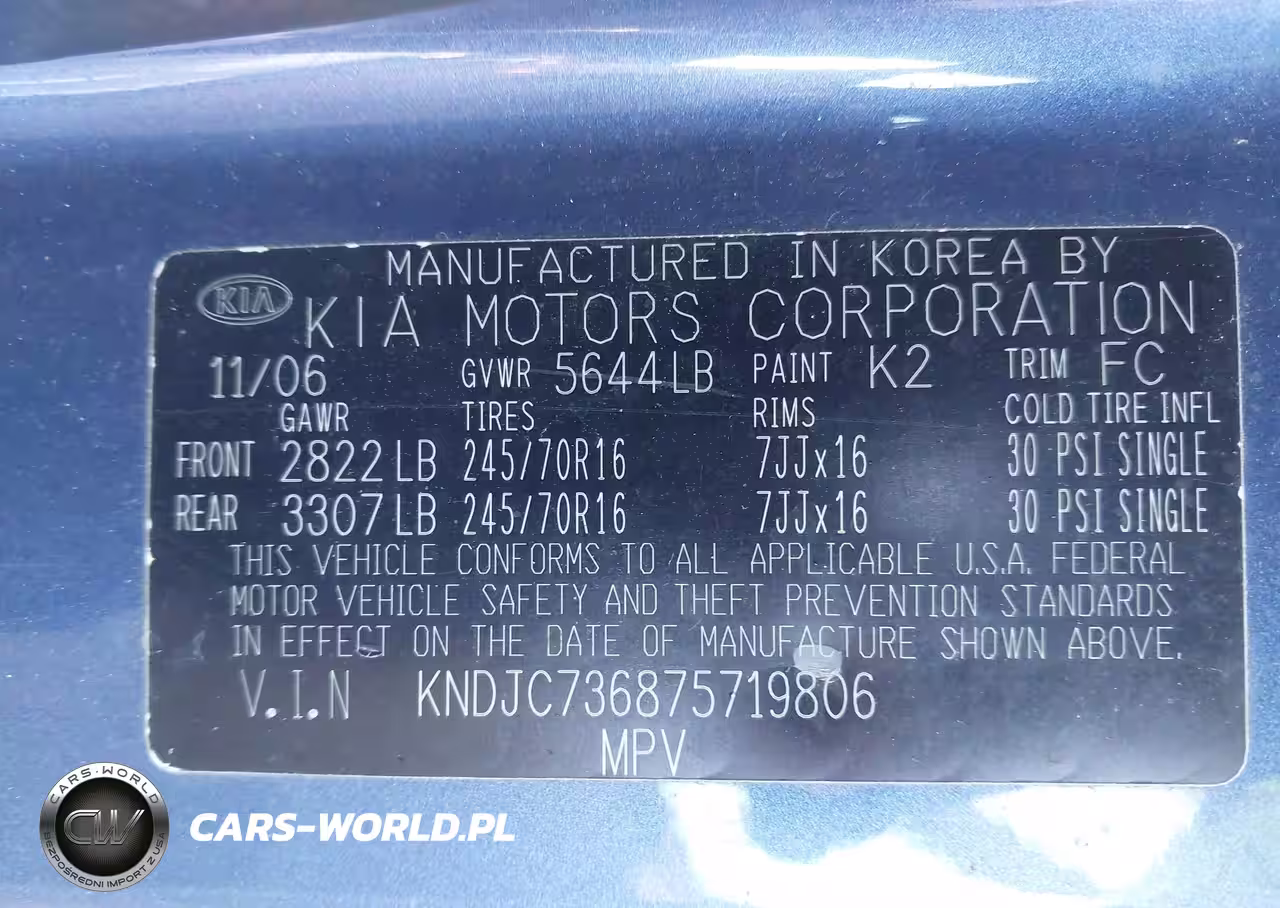 MANUFACTURED IN KOREA BY
KIA KIA MOTORS CORPORATION
11/06 GVWR 5644LB PAINT K2 TRIM FC
GAWR TIRES RIMS COLD TIRE INFL
FRONT 2822LB 245/70R16 7JJx16 30 PSI SINGLE
REAR 3307LB 245/70R16 7JJx16 30 PSI SINGLE
THIS VEHICLE CONFORMS TO ALL APPLICABLE U.S.A. FEDERAL
MOTOR VEHICLE SAFETY AND THEFT PREVENTION STANDARDS
IN EFFECT ON THE DATE OF MANUFACTURE SHOWN ABOVE.
V.I.N KNDJC736875719806
MPV
CARS-WORLD
CW
BEZPOŚREDNI IMPORT Z USA
CARS-WORLD.PL